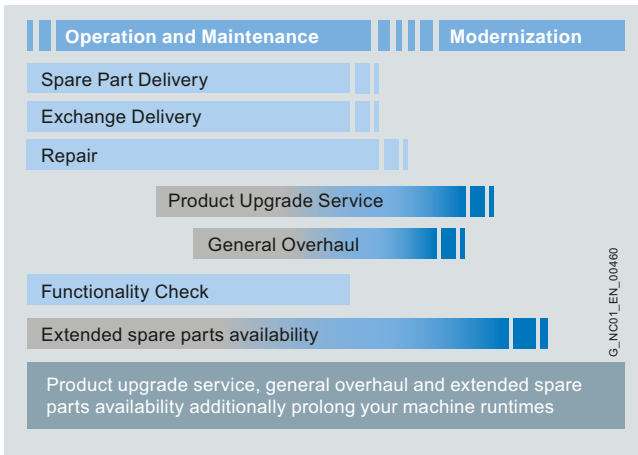 Operation and Maintenance
Modernization
Spare Part Delivery
Exchange Delivery
Repair
Product Upgrade Service
General Overhaul
Functionality Check
Extended spare parts availability
G_NC01_EN_00460
Product upgrade service, general overhaul and extended spare
parts availability additionally prolong your machine runtimes